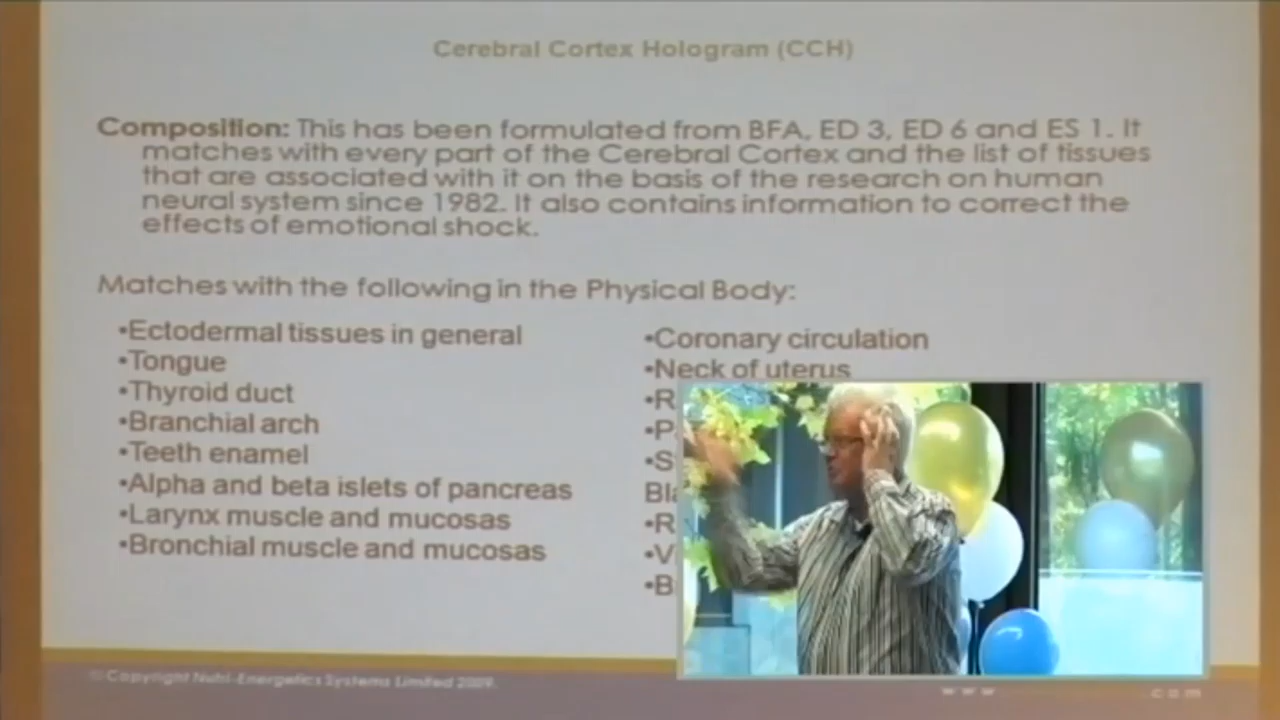 Cerebral Cortex Hologram (CCH)
Composition: This has been formulated from BFA, ED 3, ED 6 and ES 1. It
matches with every part of the Cerebral Cortex and the list of tissues
that are associated with it on the basis of the research on human
neural system since 1982. It also contains information to correct the
effects of emotional shock.
Matches with the following in the Physical Body:
•Ectodermal tissues in general
•Tongue
•Thyroid duct
•Branchial arch
•Teeth enamel
•Alpha and beta islets of pancreas
•Larynx muscle and mucosas
•Bronchial muscle and mucosas
•Coronary circulation
•Neck of uterus
© Copyright Nutri-Energetics Systems Limited 2009.
www com